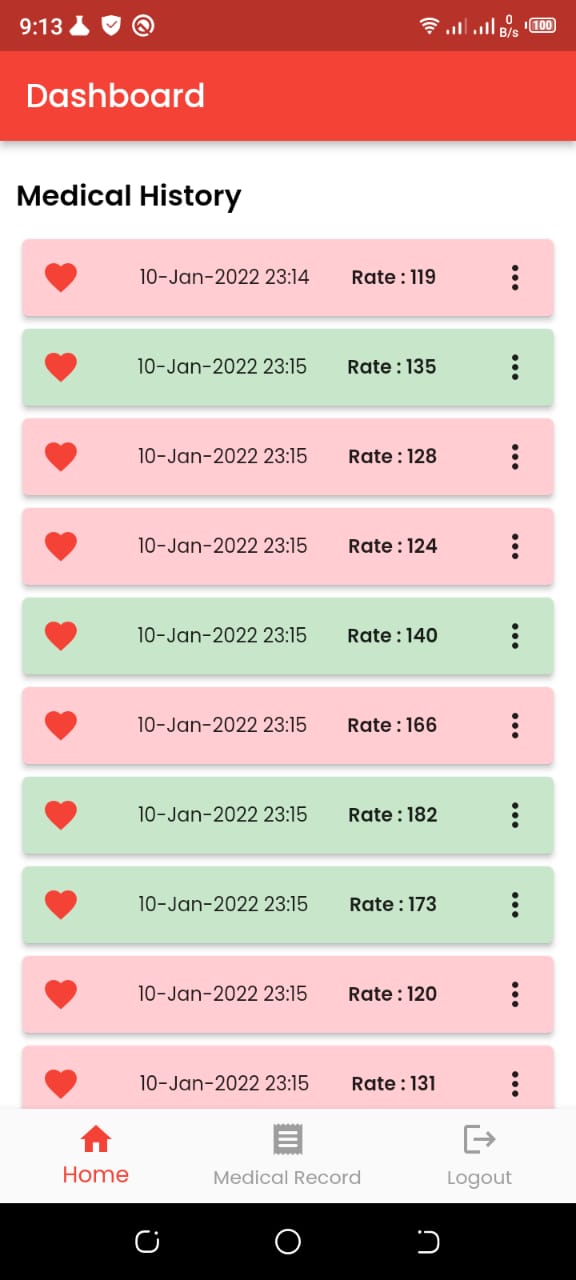 9:13 0 B/s 100
Dashboard
Medical History
10-Jan-2022 23:14 Rate : 119
10-Jan-2022 23:15 Rate : 135
10-Jan-2022 23:15 Rate : 128
10-Jan-2022 23:15 Rate : 124
10-Jan-2022 23:15 Rate : 140
10-Jan-2022 23:15 Rate : 166
10-Jan-2022 23:15 Rate : 182
10-Jan-2022 23:15 Rate : 173
10-Jan-2022 23:15 Rate : 120
10-Jan-2022 23:15 Rate : 131
Home Medical Record Logout